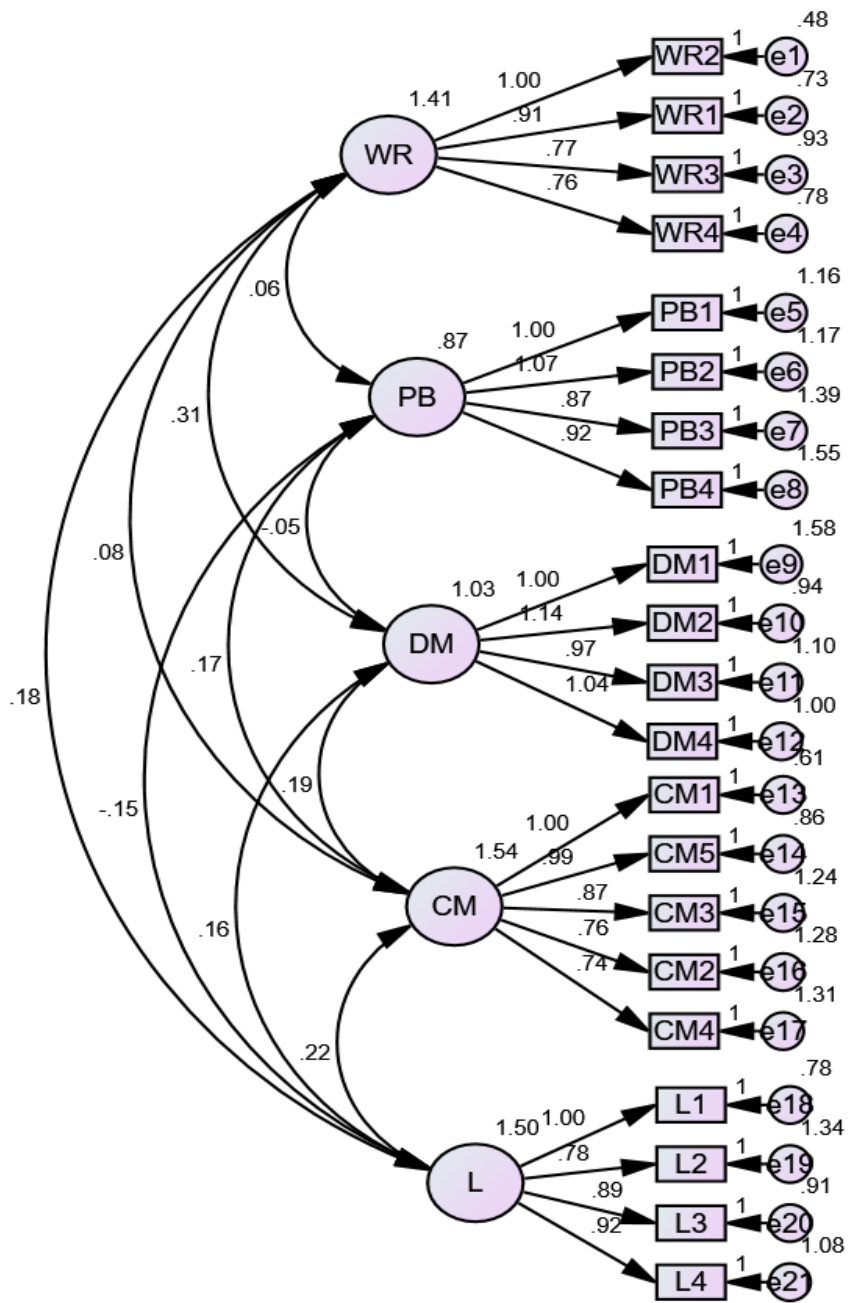 .48
1.00 WR2 1 e1
1.41 .91 .73
WR WR1 1 e2
.77 .93
WR3 1 e3
.76 .78
WR4 1 e4
.06
1.16
.87 1.00 PB1 1 e5
1.07 1.17
PB PB2 1 e6
.87 1.39
PB3 1 e7
.31 .92 1.55
PB4 1 e8
-.05
1.58
1.03 1.00 DM1 1 e9
.08 1.14 .94
DM DM2 1 e10
.97 1.10
.17 DM3 1 e11
.18 1.04 1.00
DM4 1 e12
.19 .61
-.15 1.00 CM1 1 e13
1.54 .99 .86
CM5 1 e14
.87 1.24
CM CM3 1 e15
.16 .76 1.28
CM2 1 e16
.74 1.31
CM4 1 e17
.22
.78
1.50 1.00 L1 1 e18
.78 1.34
L L2 1 e19
.89 .91
L3 1 e20
.92 1.08
L4 1 e21